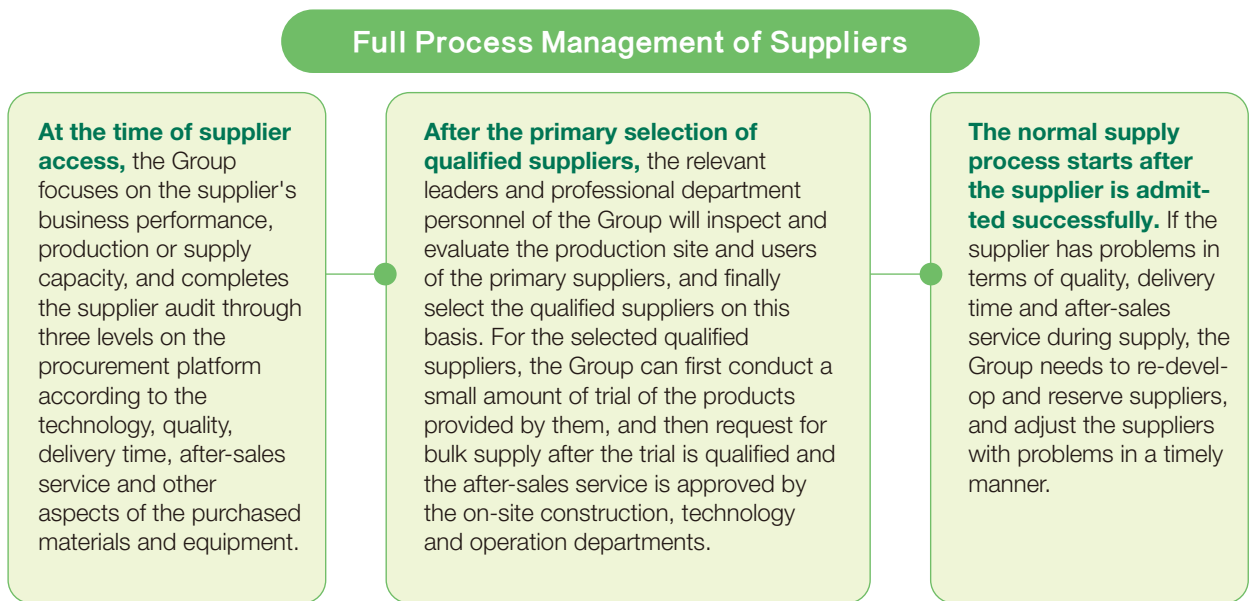 Full Process Management of Suppliers
At the time of supplier
access, the Group
focuses on the supplier's
business performance,
production or supply
capacity, and completes
the supplier audit through
three levels on the
procurement platform
according to the
technology, quality,
delivery time, after-sales
service and other
aspects of the purchased
materials and equipment.
After the primary selection of
qualified suppliers, the relevant
leaders and professional department
personnel of the Group will inspect and
evaluate the production site and users
of the primary suppliers, and finally
select the qualified suppliers on this
basis. For the selected qualified
suppliers, the Group can first conduct a
small amount of trial of the products
provided by them, and then request for
bulk supply after the trial is qualified and
the after-sales service is approved by
the on-site construction, technology
and operation departments.
The normal supply
process starts after
the supplier is admit-
ted successfully. If the
supplier has problems in
terms of quality, delivery
time and after-sales
service during supply, the
Group needs to re-devel-
op and reserve suppliers,
and adjust the suppliers
with problems in a timely
manner.